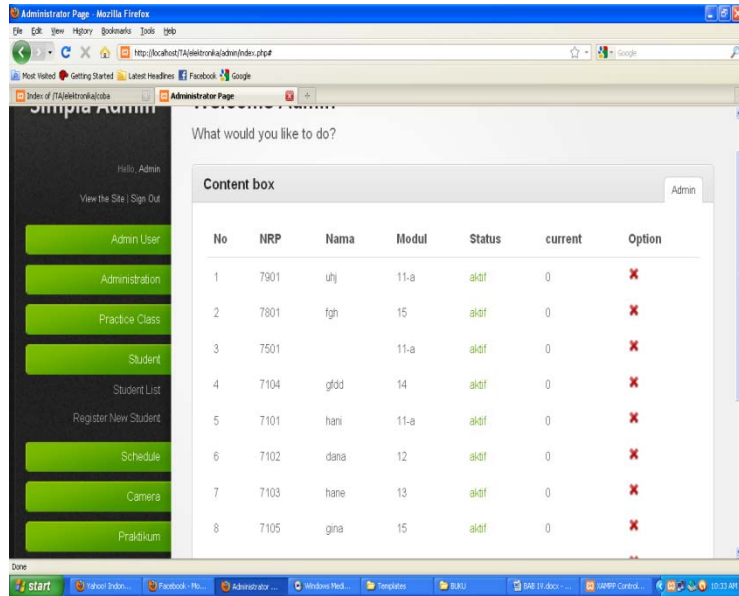 Administrator Page - Mozilla Firefox
File Edit View History Bookmarks Tools Help
http://localhost/TA/elektronika/admin/index.php#
Google
Most Visited Getting Started Latest Headlines Facebook Google
Index of /TA/elektronika/coba Administrator Page
Simpla Admin
Hello, Admin
View the Site | Sign Out
Admin User
Administration
Practice Class
Student
Student List
Register New Student
Schedule
Camera
Praktikum
Welcome Admin
What would you like to do?
Content box Admin
No NRP Nama Modul Status current Option
1 7901 uhj 11-a aktif 0
2 7801 fgh 15 aktif 0
3 7501 11-a aktif 0
4 7104 gfdd 14 aktif 0
5 7101 hani 11-a aktif 0
6 7102 dana 12 aktif 0
7 7103 hane 13 aktif 0
8 7105 gina 15 aktif 0
Done
start Yahoo! Indon... Facebook - Mo... Administrator ... Windows Medi... Templates BUKU BAB IV.docx - ... XAMPP Control... 10:33 AM